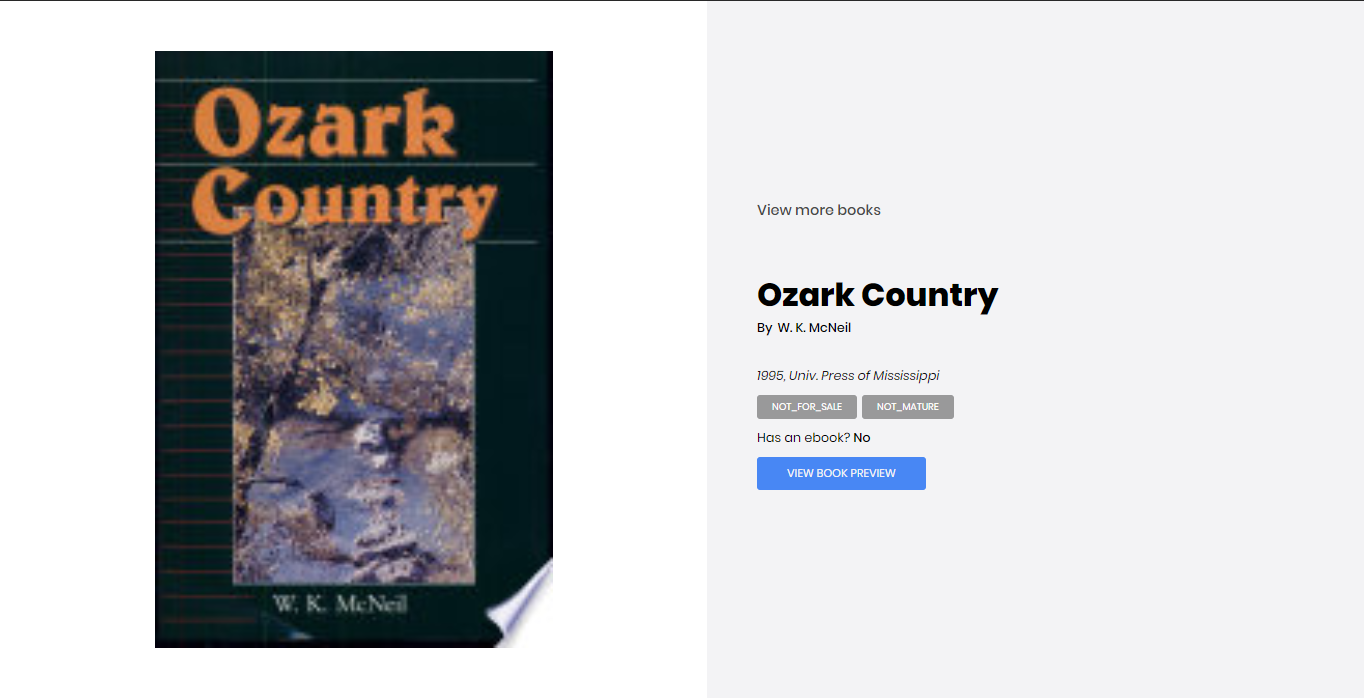 Ozark
Country
W. K. McNeil
View more books
Ozark Country
By W. K. McNeil
1995, Univ. Press of Mississippi
NOT_FOR_SALE NOT_MATURE
Has an ebook? No
VIEW BOOK PREVIEW